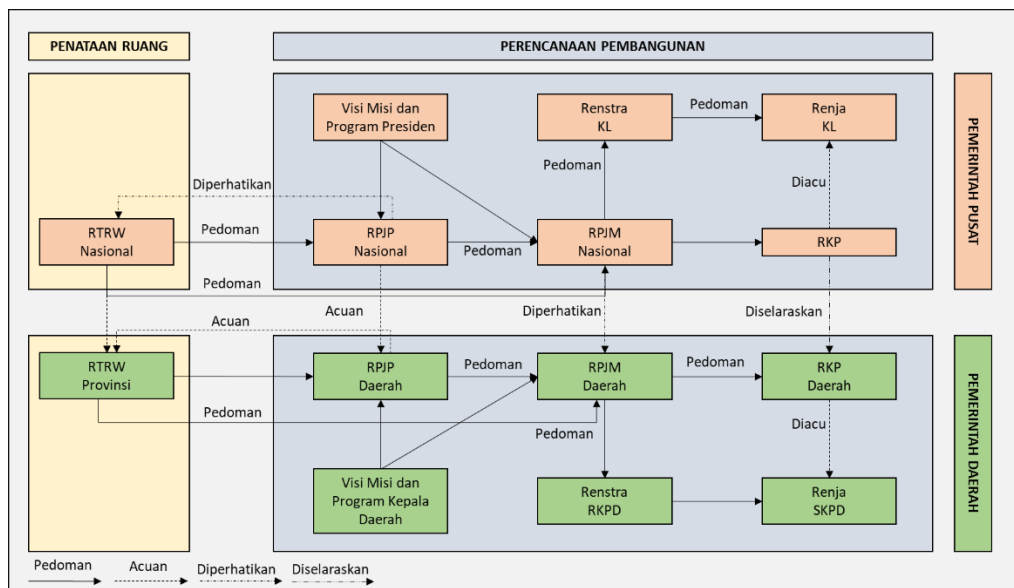 PENATAAN RUANG
PERENCANAAN PEMBANGUNAN
Visi Misi dan
Program Presiden
Renstra
KL
Pedoman
Renja
KL
PEMERINTAH PUSAT
Pedoman
Diperhatikan
Diacu
RTRW
Nasional
Pedoman
RPJP
Nasional
Pedoman
RPJM
Nasional
RKP
Pedoman
Acuan
Acuan
Diperhatikan
Diselaraskan
RTRW
Provinsi
RPJP
Daerah
Pedoman
RPJM
Daerah
Pedoman
RKP
Daerah
PEMERINTAH DAERAH
Pedoman
Pedoman
Diacu
Visi Misi dan
Program Kepala
Daerah
Renstra
RKPD
Renja
SKPD
Pedoman
Acuan
Diperhatikan
Diselaraskan